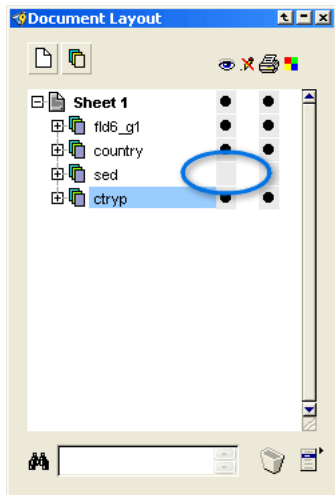 Document Layout
Sheet 1
fld6_g1
country
sed
ctryp